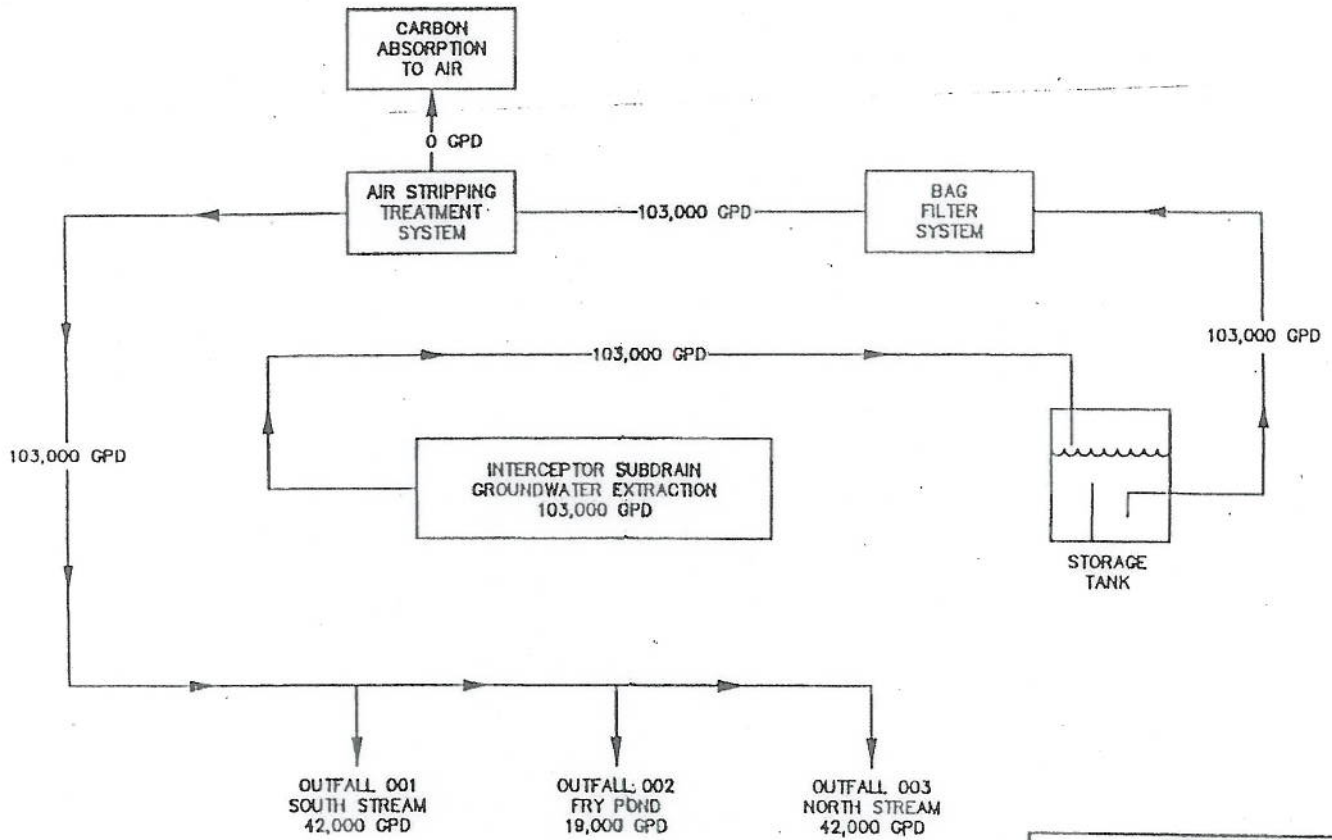 CARBON
ABSORPTION
TO AIR
0 GPD
AIR STRIPPING
TREATMENT
SYSTEM
103,000 GPD
BAG
FILTER
SYSTEM
103,000 GPD
103,000 GPD
103,000 GPD
INTERCEPTOR SUBDRAIN
GROUNDWATER EXTRACTION
103,000 GPD
STORAGE
TANK
OUTFALL 001
SOUTH STREAM
42,000 GPD
OUTFALL: 002
FRY POND
19,000 GPD
OUTFALL 003
NORTH STREAM
42,000 GPD